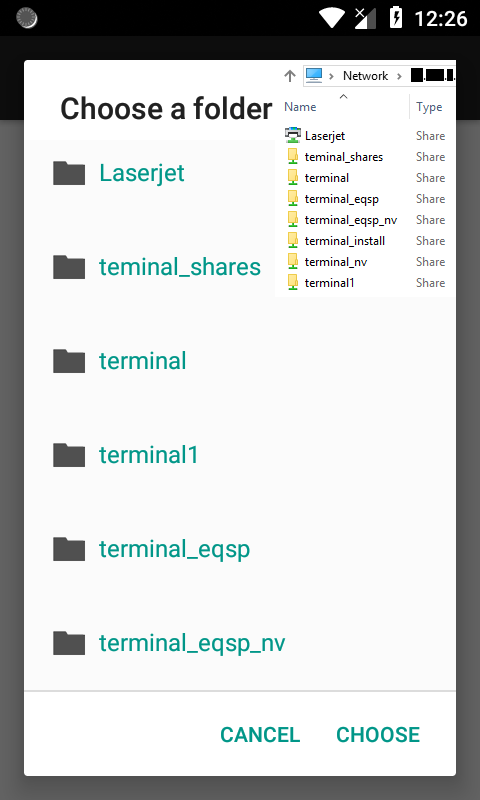 12:26
Network
Choose a folder
Name Type
Laserjet Share
teminal_shares Share
terminal Share
terminal_eqsp Share
terminal_eqsp_nv Share
terminal_install Share
terminal_nv Share
terminal1 Share
Laserjet
teminal_shares
terminal
terminal1
terminal_eqsp
terminal_eqsp_nv
CANCEL CHOOSE